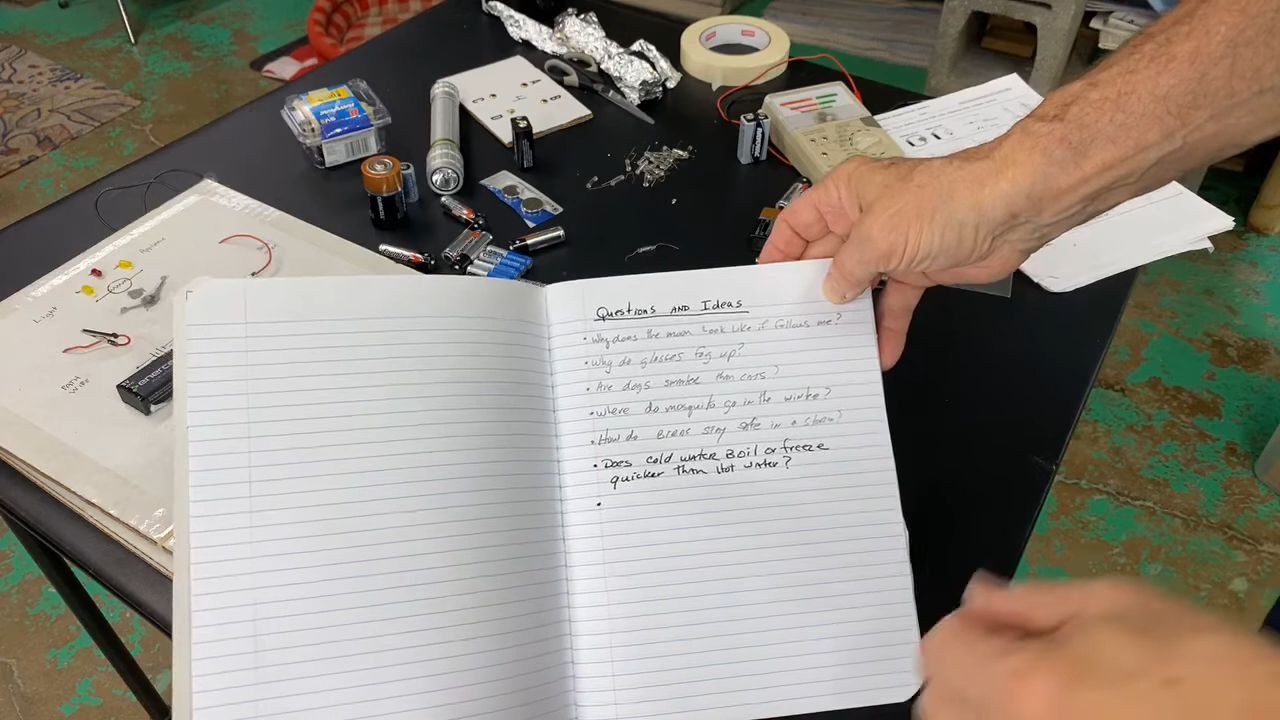 Questions AND Ideas
• Why does the moon look like it follows me?
• Why do glasses fog up?
• Are dogs smarter than cats?
• Where do mosquito go in the winter?
• How do Birds stay safe in a storm?
• Does cold water Boil or freeze
quicker than Hot water?
•
Light
Appliance
A
B
C
D
H